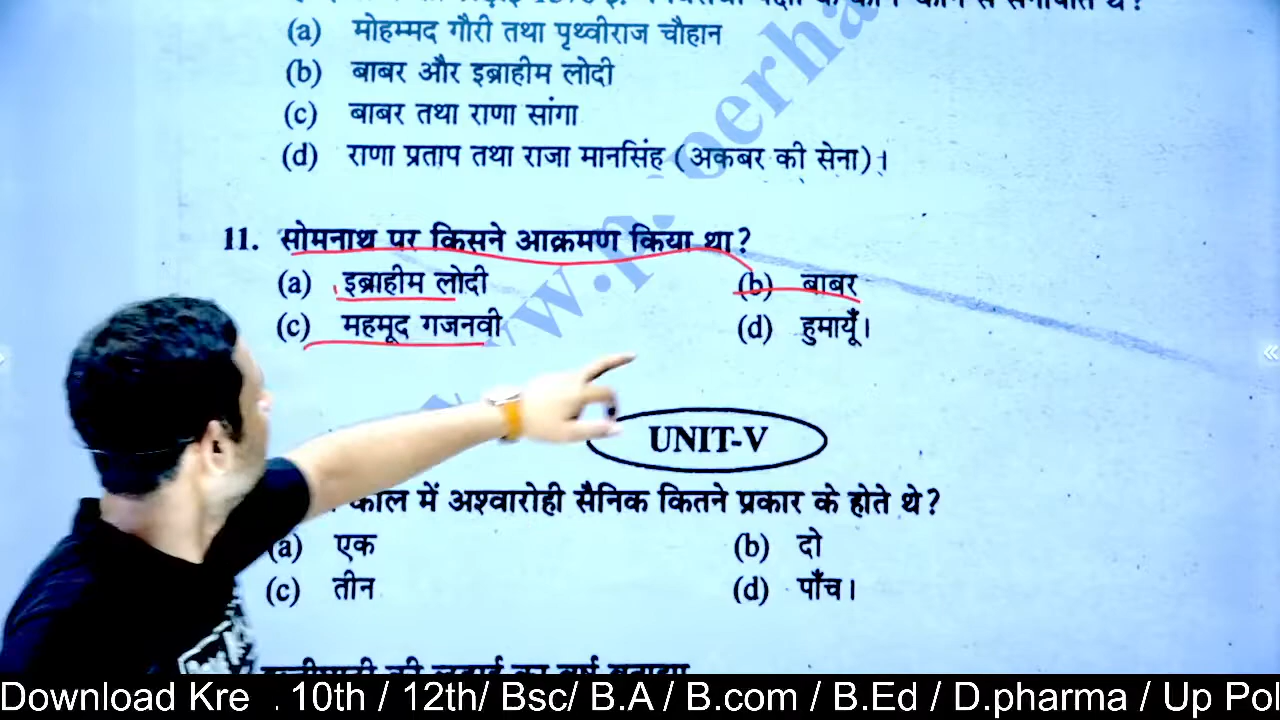 (a) मोहम्मद गौरी तथा पृथ्वीराज चौहान
(b) बाबर और इब्राहीम लोदी
(c) बाबर तथा राणा सांगा
(d) राणा प्रताप तथा राजा मानसिंह (अकबर की सेना)।
11. सोमनाथ पर किसने आक्रमण किया था?
(a) इब्राहीम लोदी (b) बाबर
(c) महमूद गजनवी (d) हुमायूँ।
UNIT-V
काल में अश्वारोही सैनिक कितने प्रकार के होते थे?
(a) एक (b) दो
(c) तीन (d) पाँच।
Download Kre . 10th / 12th/ Bsc/ B.A / B.com / B.Ed / D.pharma / Up Pol